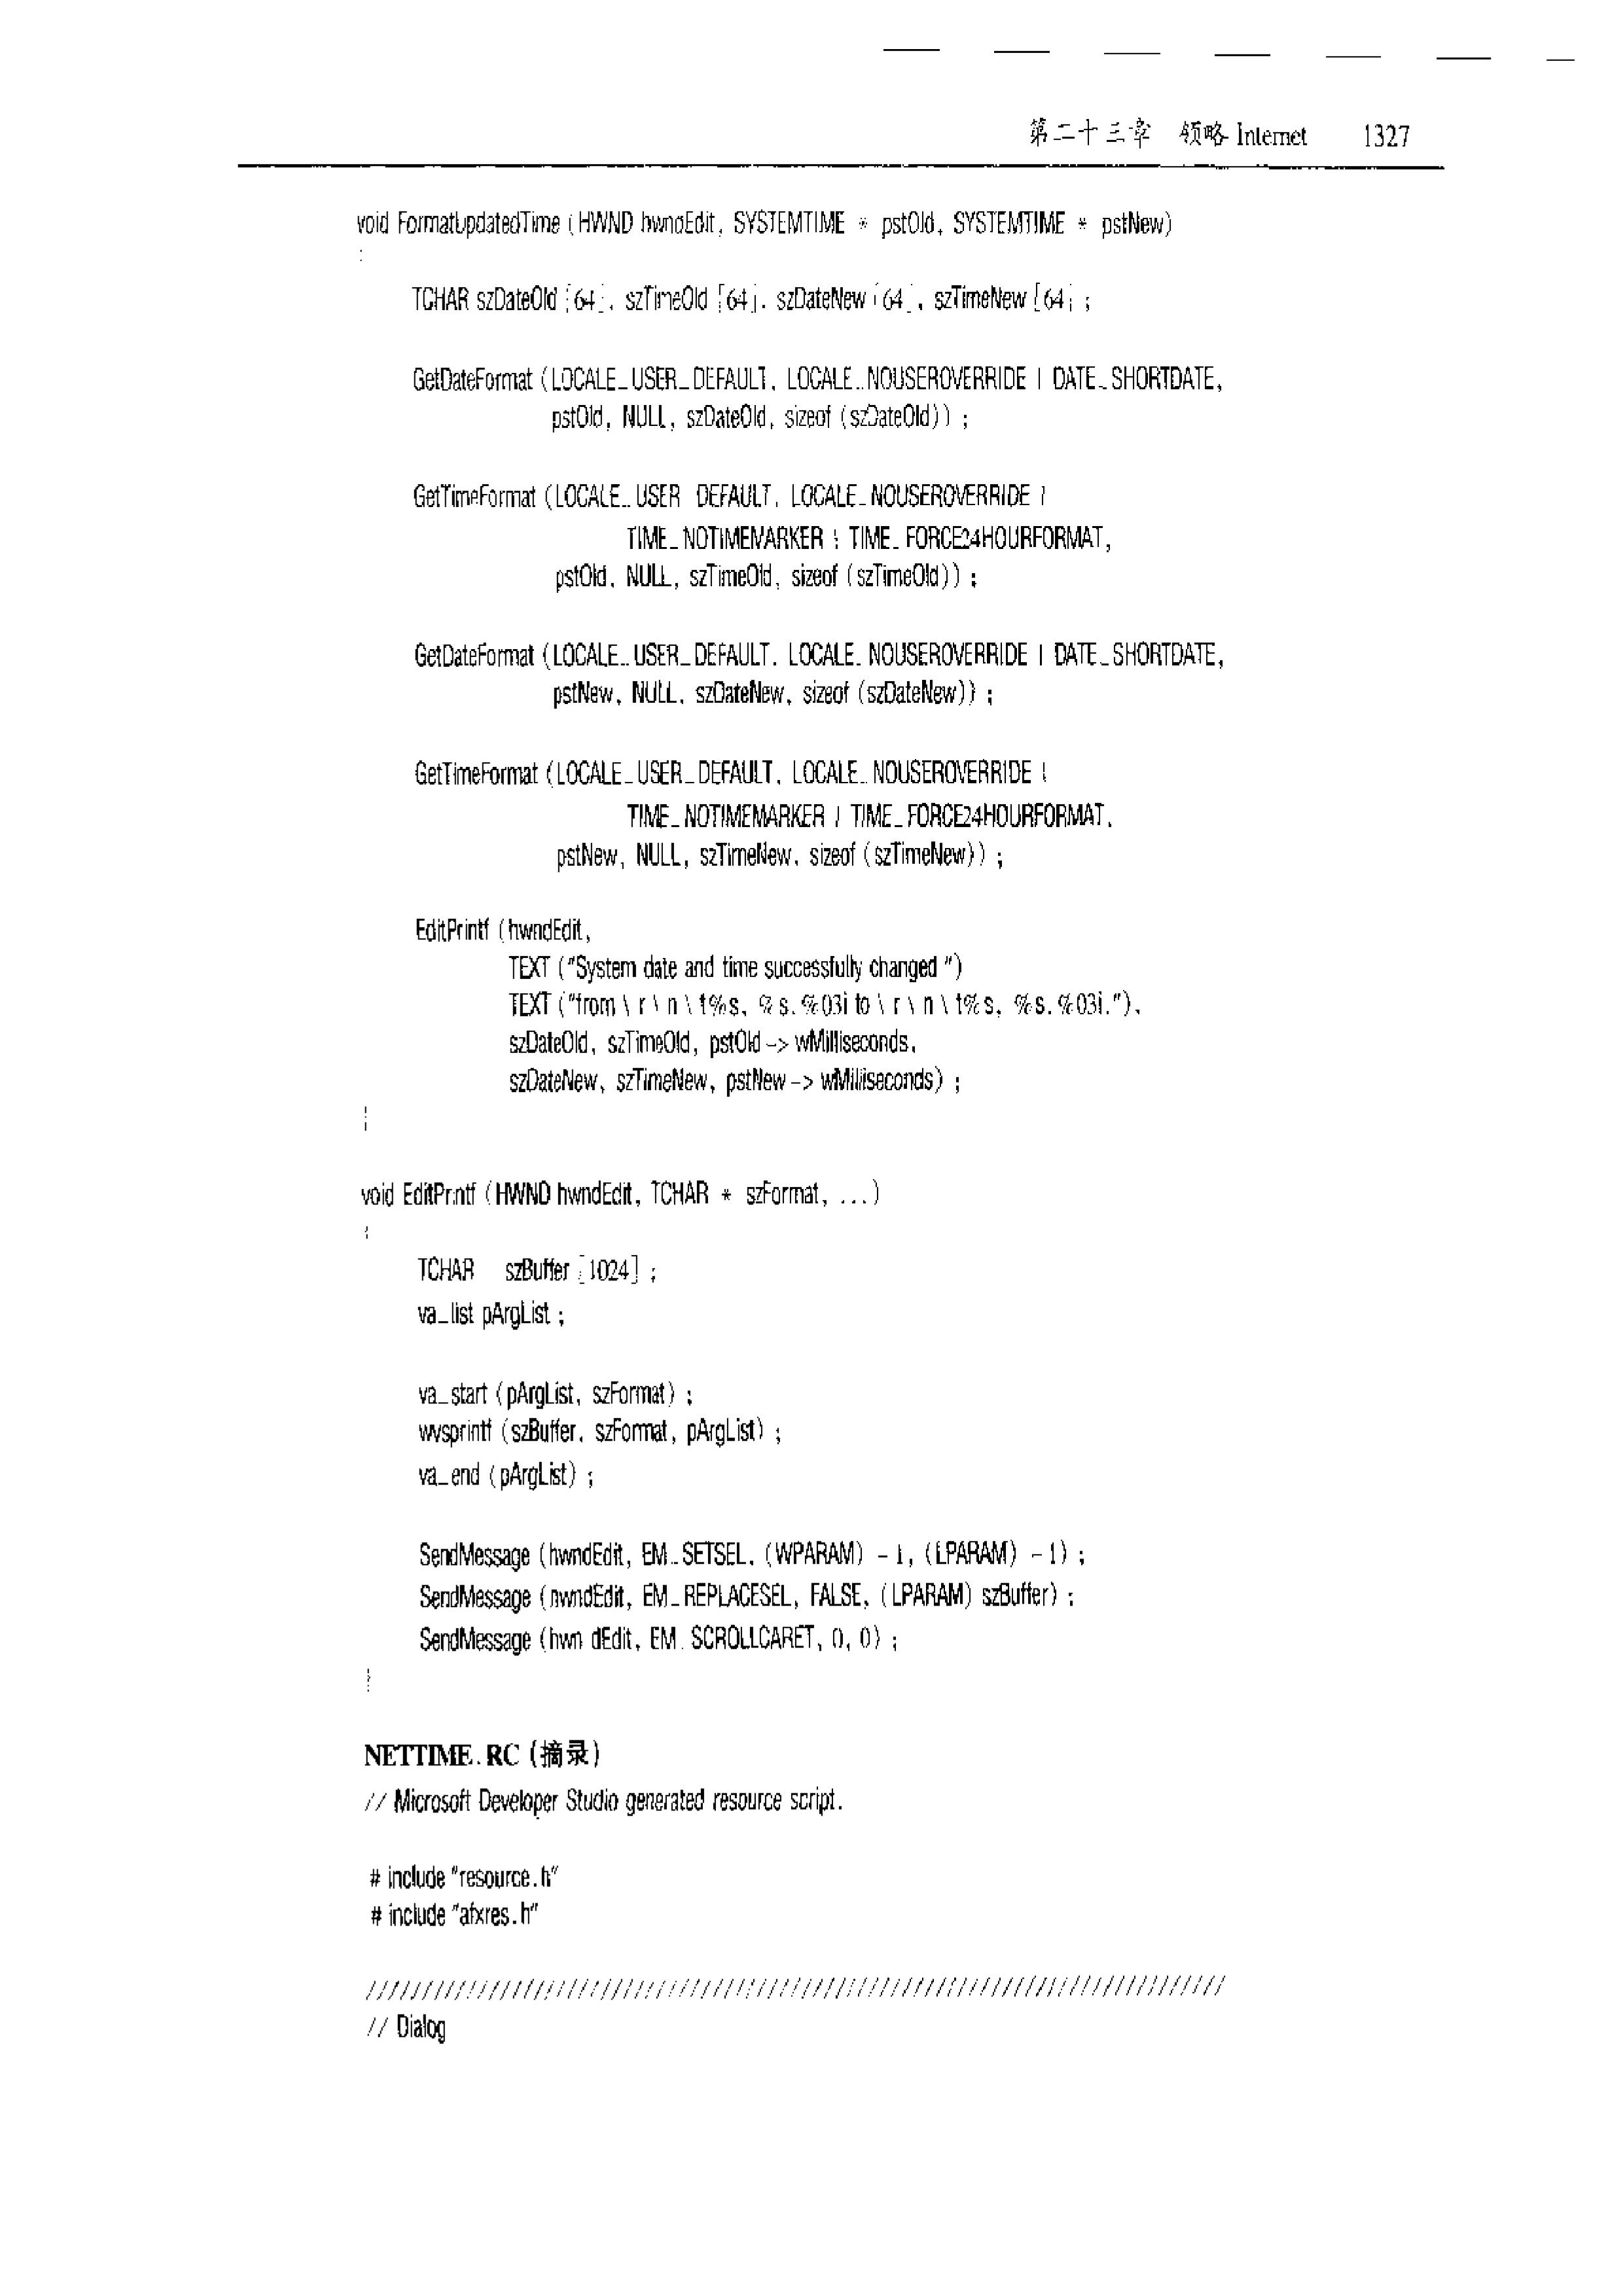 第二十三章 领略 Internet 1327
void FormatUpdatedTime (HWND hwndEdit, SYSTEMTIME * pstOld, SYSTEMTIME * pstNew)
{
TCHAR szDateOld [64], szTimeOld [64], szDateNew [64], szTimeNew [64] ;
GetDateFormat (LOCALE_USER_DEFAULT, LOCALE_NOUSEROVERRIDE | DATE_SHORTDATE,
pstOld, NULL, szDateOld, sizeof (szDateOld)) ;
GetTimeFormat (LOCALE_USER_DEFAULT, LOCALE_NOUSEROVERRIDE |
TIME_NOTIMEMARKER | TIME_FORCE24HOURFORMAT,
pstOld, NULL, szTimeOld, sizeof (szTimeOld)) ;
GetDateFormat (LOCALE_USER_DEFAULT, LOCALE_NOUSEROVERRIDE | DATE_SHORTDATE,
pstNew, NULL, szDateNew, sizeof (szDateNew)) ;
GetTimeFormat (LOCALE_USER_DEFAULT, LOCALE_NOUSEROVERRIDE |
TIME_NOTIMEMARKER | TIME_FORCE24HOURFORMAT,
pstNew, NULL, szTimeNew, sizeof (szTimeNew)) ;
EditPrintf (hwndEdit,
TEXT ("System date and time successfully changed ")
TEXT ("from \ r \ n \ t%s, %s.%03i to \ r \ n \ t%s, %s.%03i."),
szDateOld, szTimeOld, pstOld -> wMilliseconds,
szDateNew, szTimeNew, pstNew -> wMilliseconds) ;
}
void EditPrintf (HWND hwndEdit, TCHAR * szFormat, ...)
{
TCHAR szBuffer [1024] ;
va_list pArgList ;
va_start (pArgList, szFormat) ;
wvsprintf (szBuffer, szFormat, pArgList) ;
va_end (pArgList) ;
SendMessage (hwndEdit, EM_SETSEL, (WPARAM) -1, (LPARAM) -1) ;
SendMessage (hwndEdit, EM_REPLACESEL, FALSE, (LPARAM) szBuffer) ;
SendMessage (hwn dEdit, EM_SCROLLCARET, 0, 0) ;
}
NETTIME.RC (摘录)
// Microsoft Developer Studio generated resource script.
# include "resource.h"
# include "afxres.h"
/////////////////////////////////////////////////////////////////////////////
// Dialog